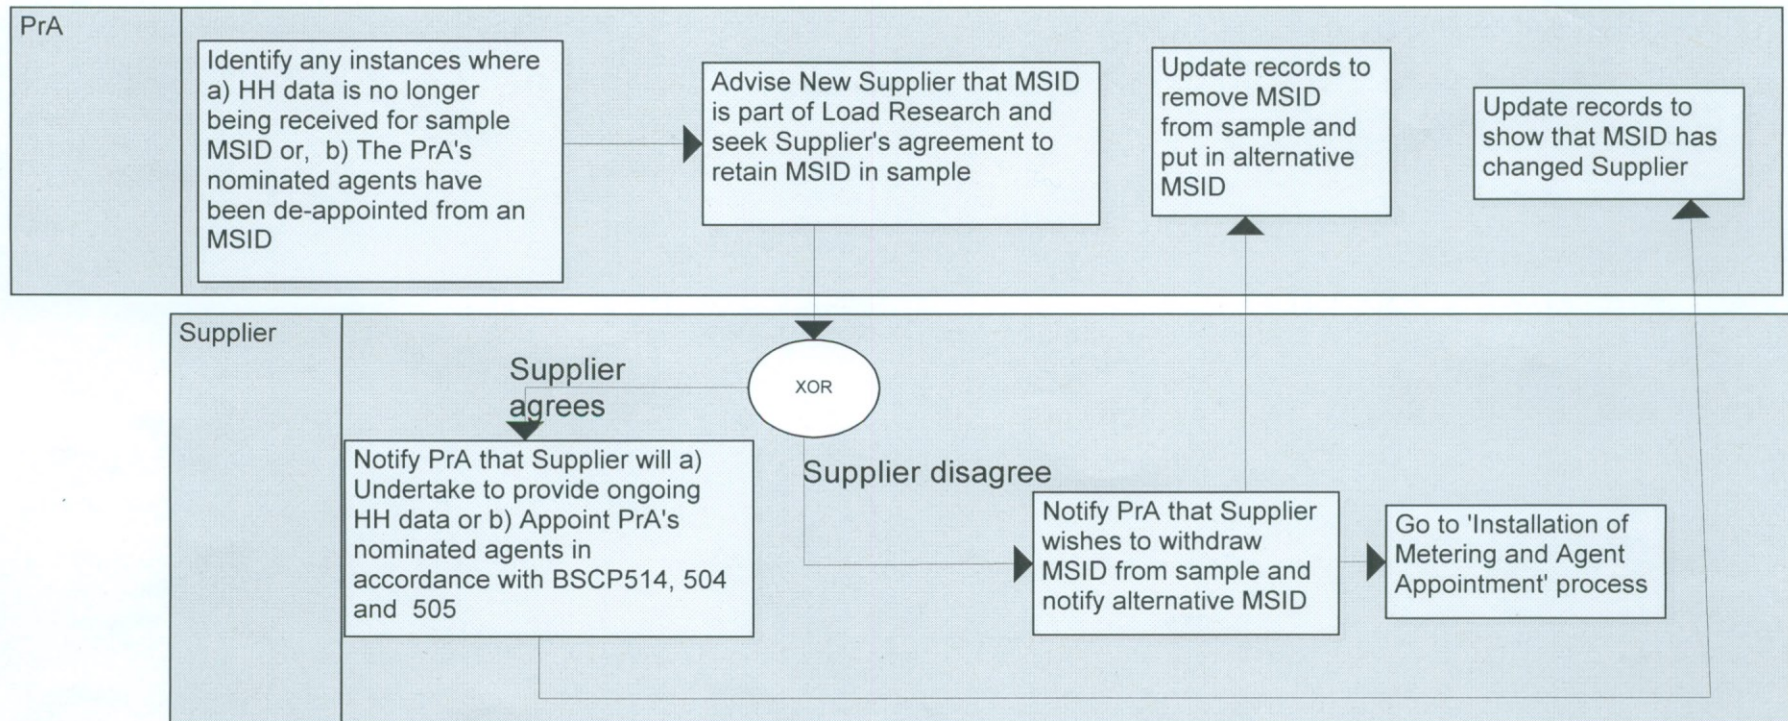 PrA
Identify any instances where
a) HH data is no longer
being received for sample
MSID or,  b) The PrA's
nominated agents have
been de-appointed from an
MSID
Advise New Supplier that MSID
is part of Load Research and
seek Supplier's agreement to
retain MSID in sample
Update records to
remove MSID
from sample and
put in alternative
MSID
Update records to
show that MSID has
changed Supplier
Supplier
XOR
Supplier
agrees
Notify PrA that Supplier will a)
Undertake to provide ongoing
HH data or b) Appoint PrA's
nominated agents in
accordance with BSCP514, 504
and  505
Supplier disagree
Notify PrA that Supplier
wishes to withdraw
MSID from sample and
notify alternative MSID
Go to 'Installation of
Metering and Agent
Appointment' process